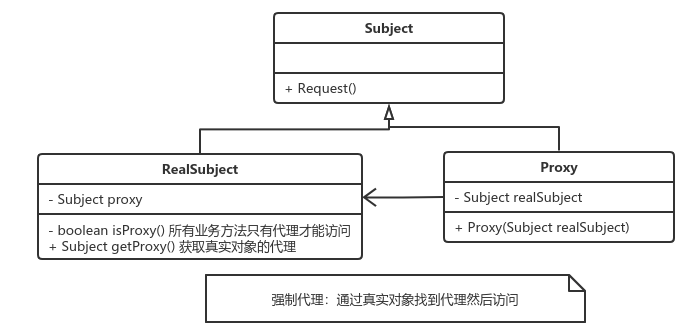 Subject
+ Request()
RealSubject
- Subject proxy
- boolean isProxy() 所有业务方法只有代理才能访问
+ Subject getProxy() 获取真实对象的代理
Proxy
- Subject realSubject
+ Proxy(Subject realSubject)
强制代理：通过真实对象找到代理然后访问